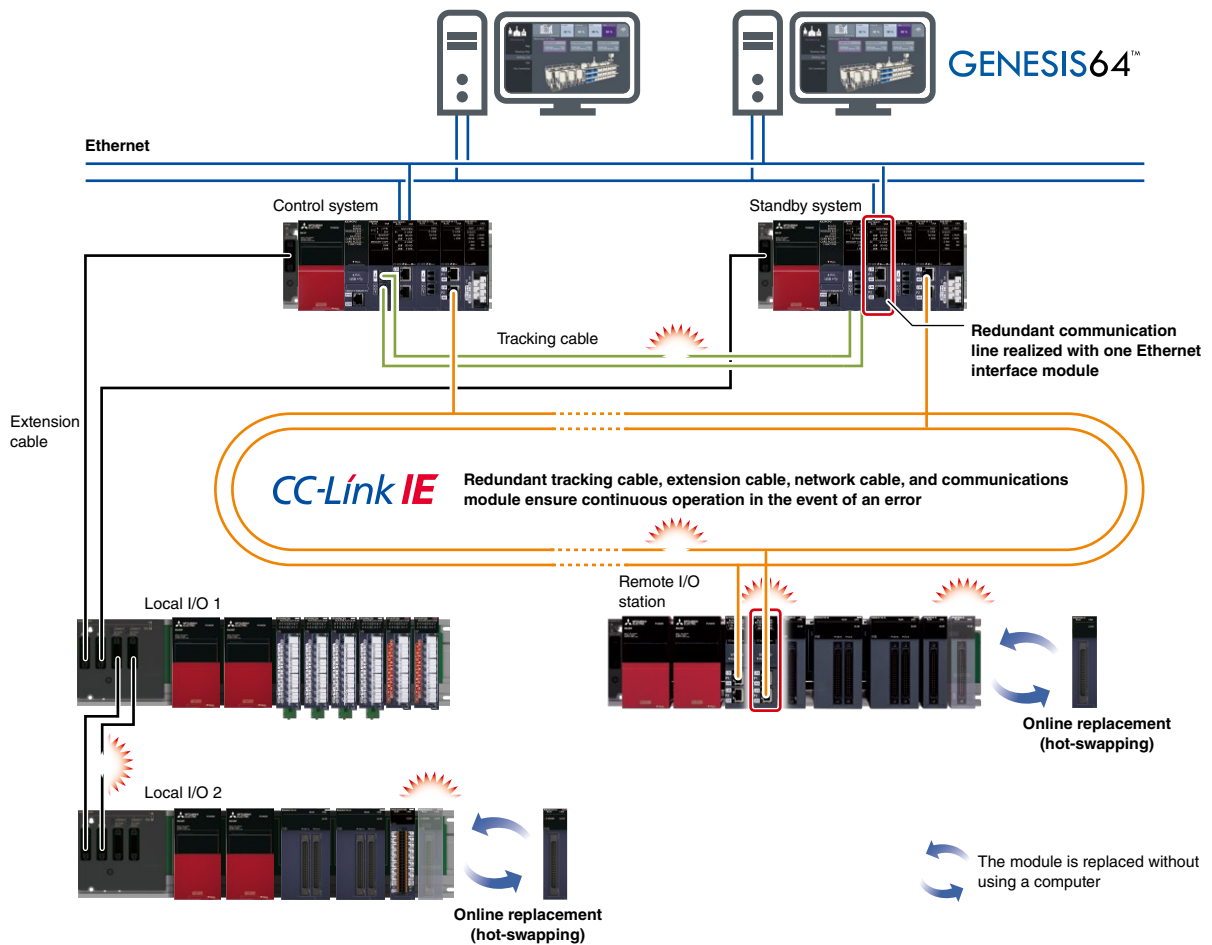 GENESIS64™
Ethernet
Control system
Standby system
Tracking cable
Redundant communication
line realized with one Ethernet
interface module
Extension
cable
CC-Link IE
Redundant tracking cable, extension cable, network cable, and communications
module ensure continuous operation in the event of an error
Remote I/O
station
Local I/O 1
Online replacement
(hot-swapping)
Local I/O 2
The module is replaced without
using a computer
Online replacement
(hot-swapping)